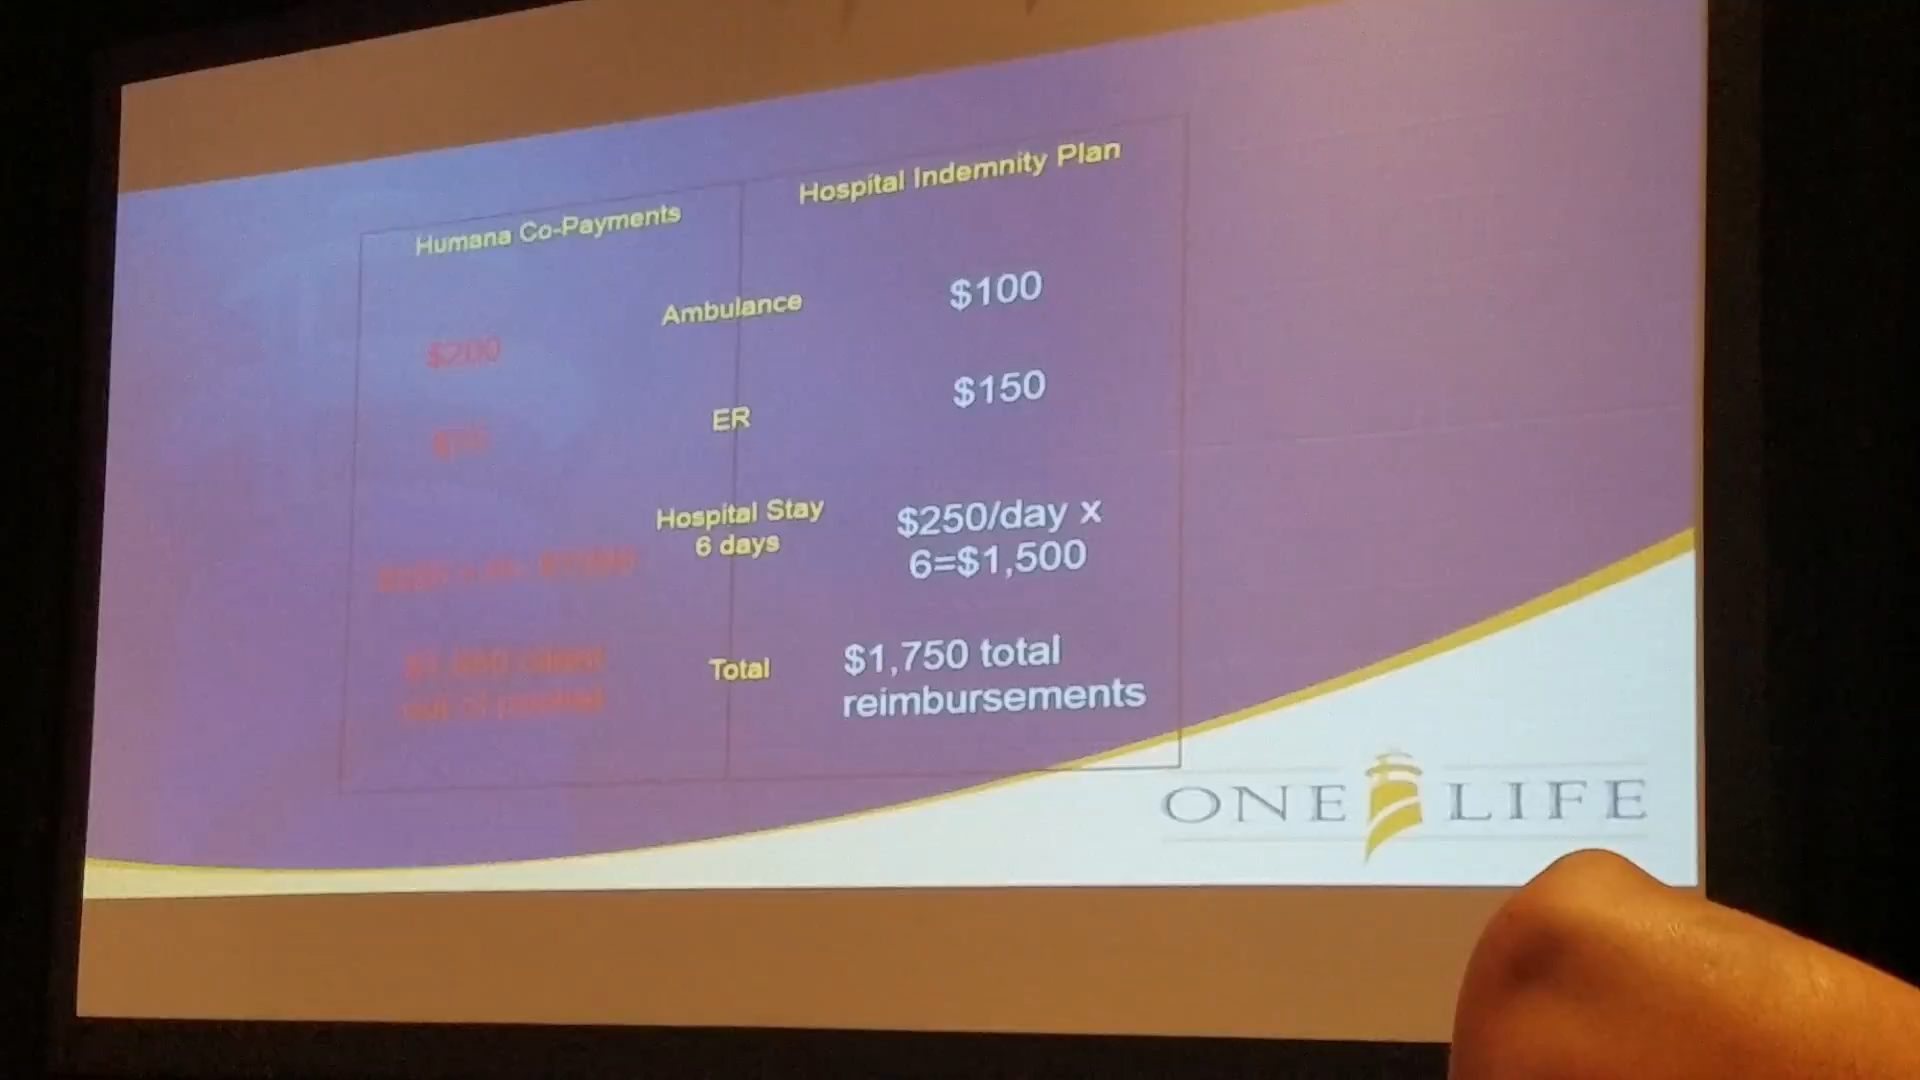 Humana Co-Payments
Hospital Indemnity Plan
$200
Ambulance
$100
ER
$150
Hospital Stay
6 days
$250/day x
6=$1,500
Total
$1,750 total
reimbursements
ONE LIFE